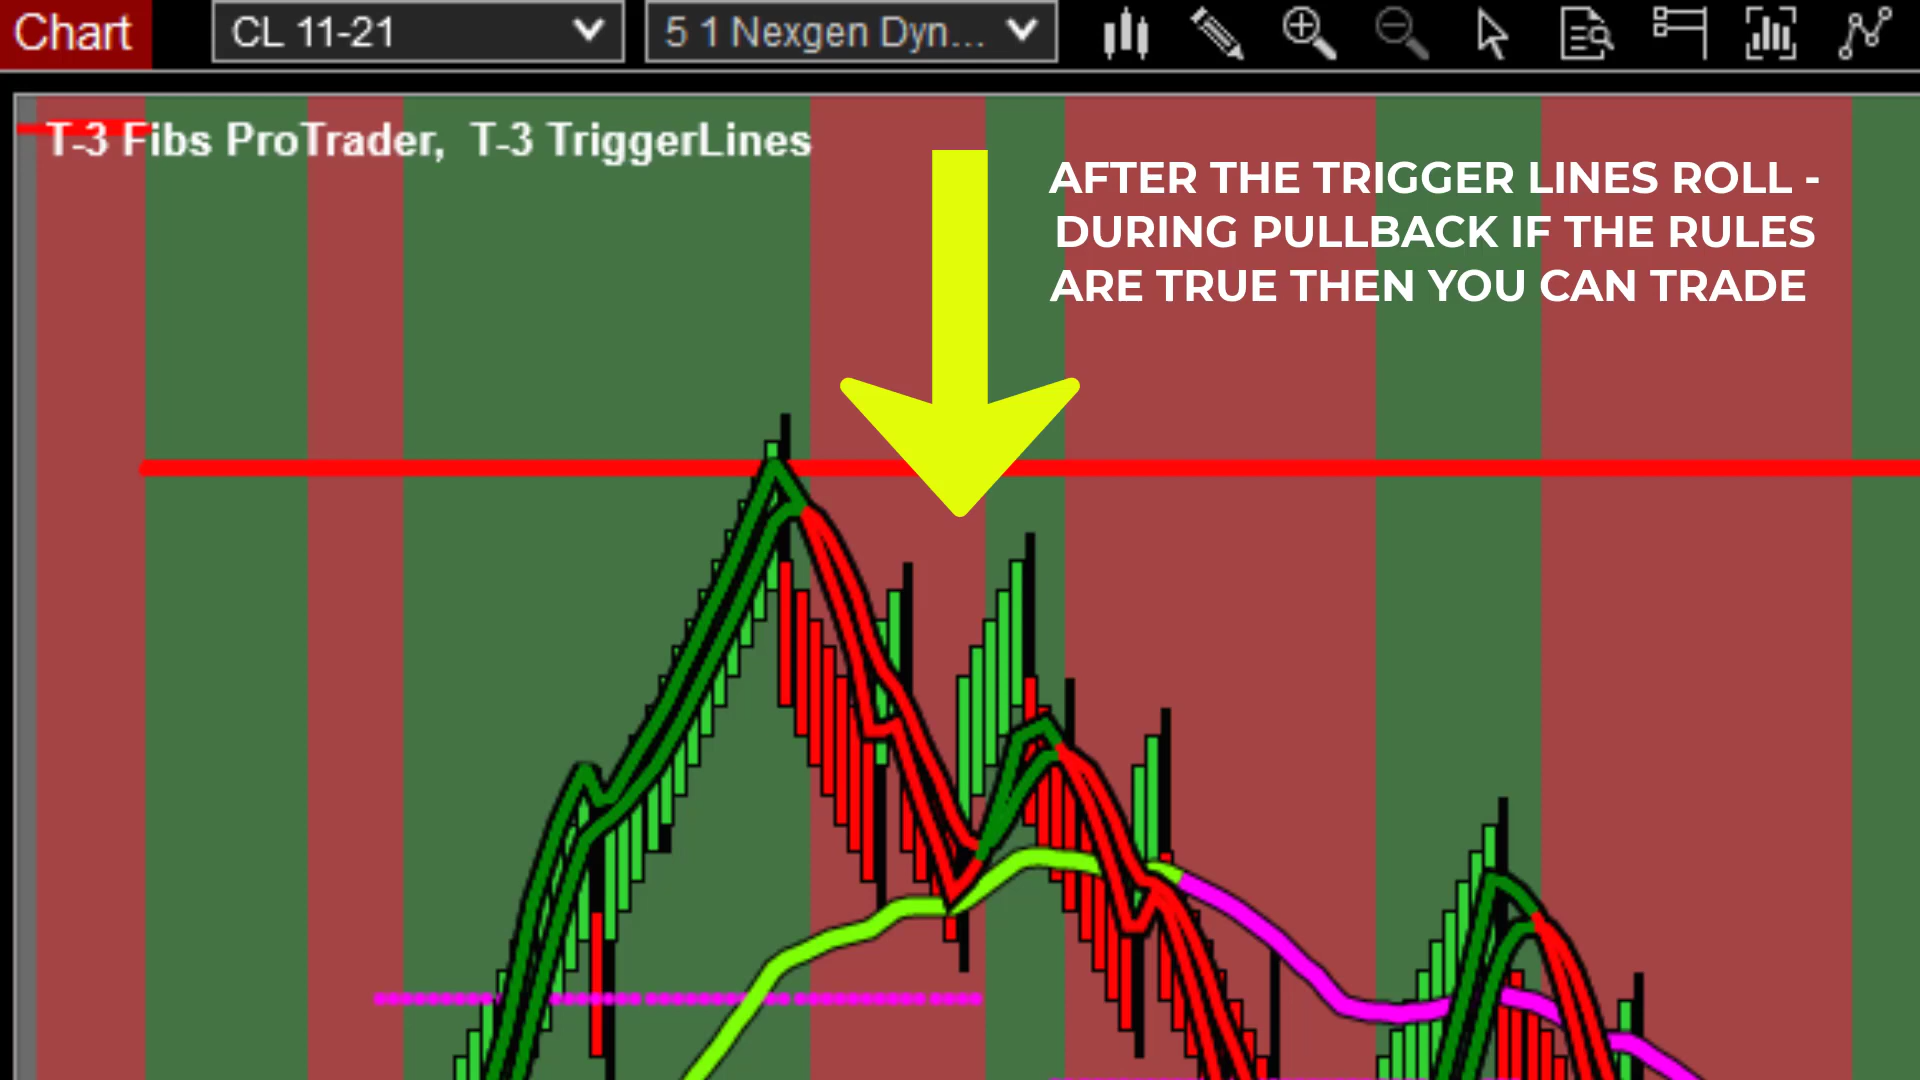 Chart
CL 11-21
5 1 Nexgen Dyn...
T-3 Fibs ProTrader,  T-3 TriggerLines
AFTER THE TRIGGER LINES ROLL -
DURING PULLBACK IF THE RULES
ARE TRUE THEN YOU CAN TRADE